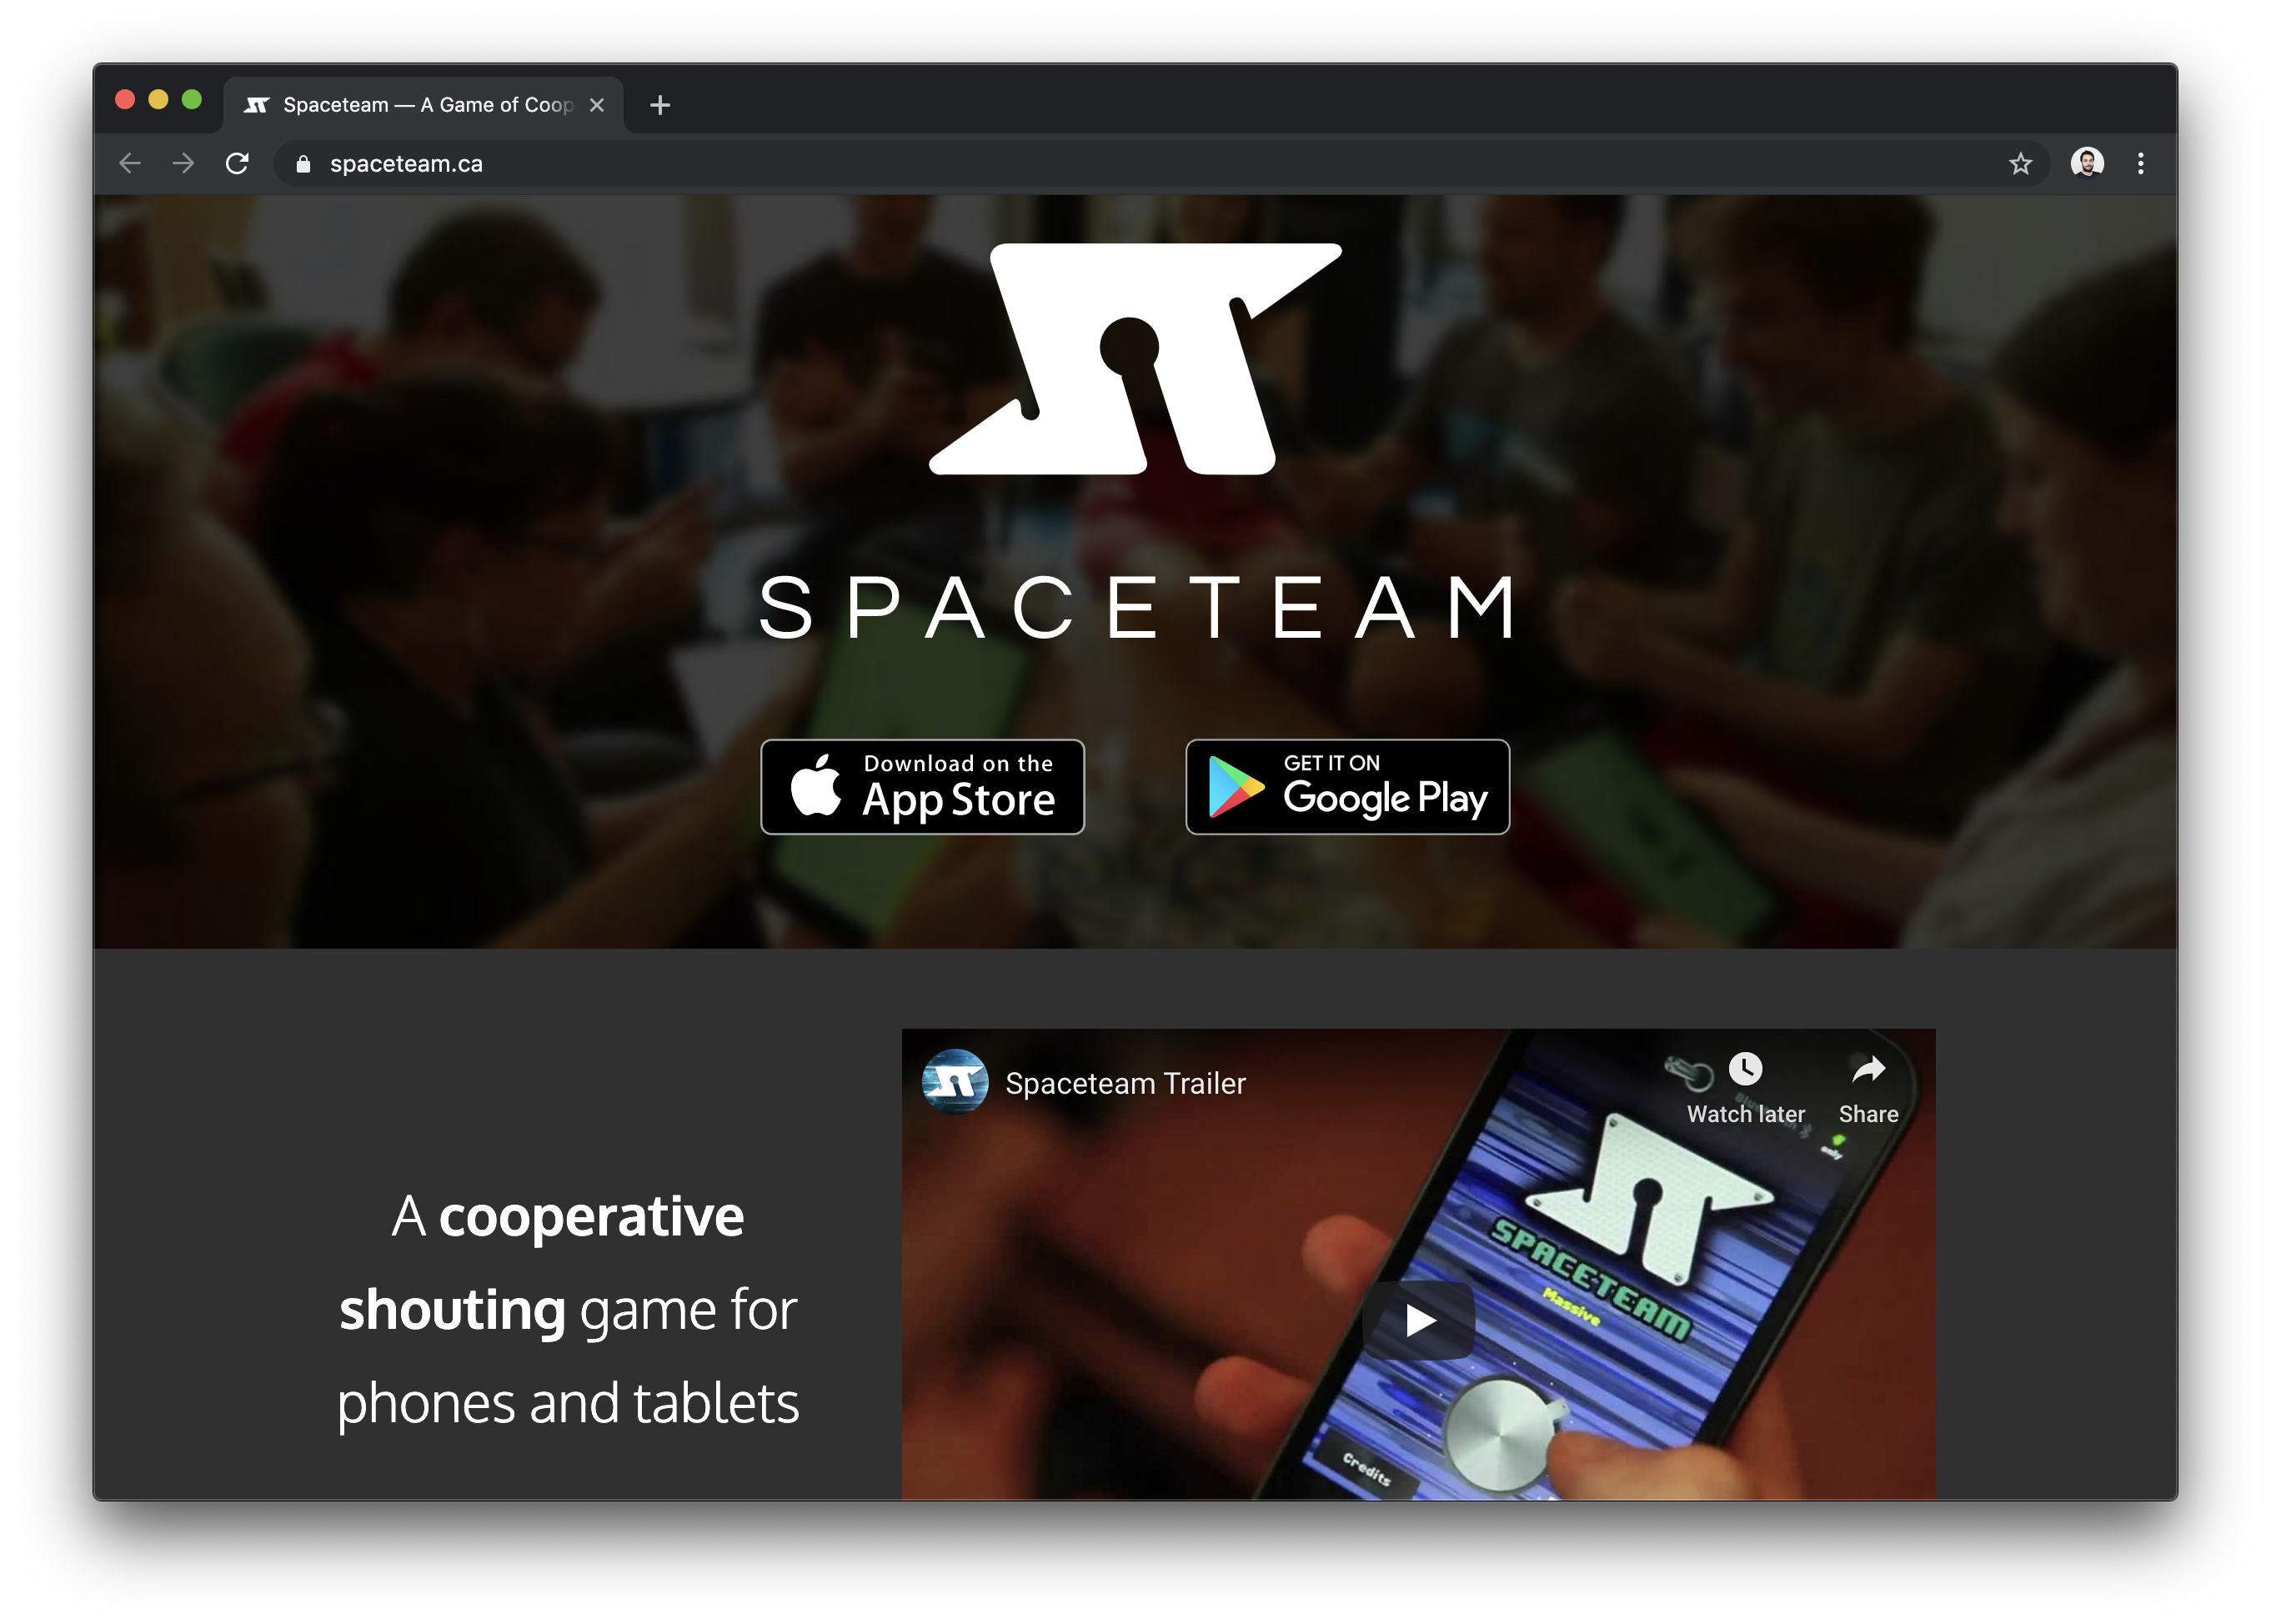 Spaceteam — A Game of Coop
spaceteam.ca
SPACETEAM
Download on the
App Store
GET IT ON
Google Play
Spaceteam Trailer
Watch later
Share
only
SPACETEAM
Massive
Credits
A cooperative
shouting game for
phones and tablets